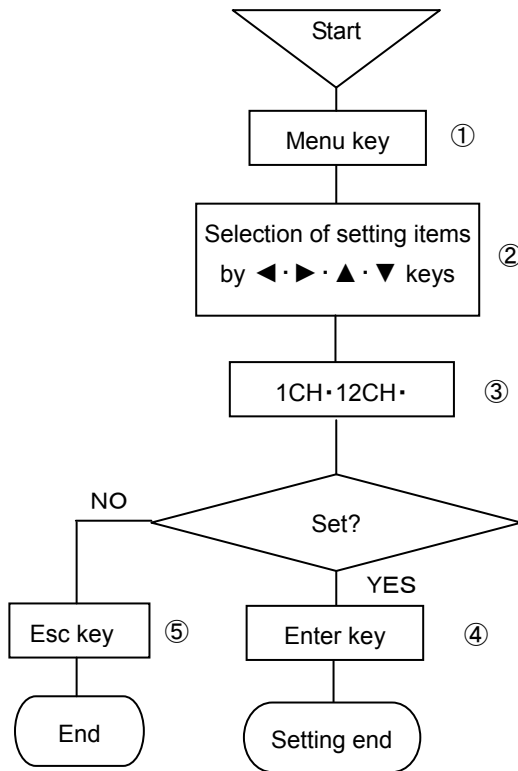 Start
Menu key
①
Selection of setting items
by ◀・▶・▲・▼ keys
②
1CH・12CH・
③
Set?
NO
YES
Esc key
⑤
Enter key
④
End
Setting end